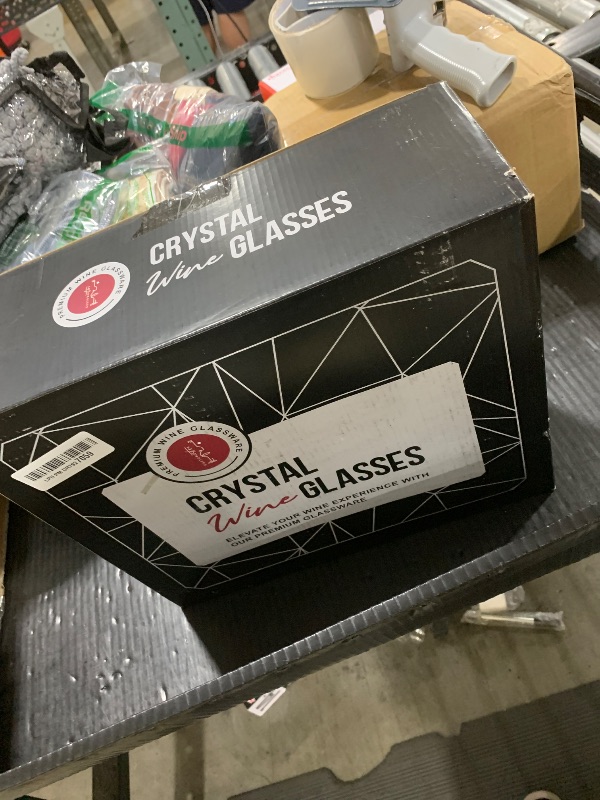 PREMIUM WINE GLASSWARE
CRYSTAL
Wine GLASSES
PREMIUM WINE GLASSWARE
CRYSTAL
Wine GLASSES
ELEVATE YOUR WINE EXPERIENCE WITH
OUR PREMIUM GLASSWARE